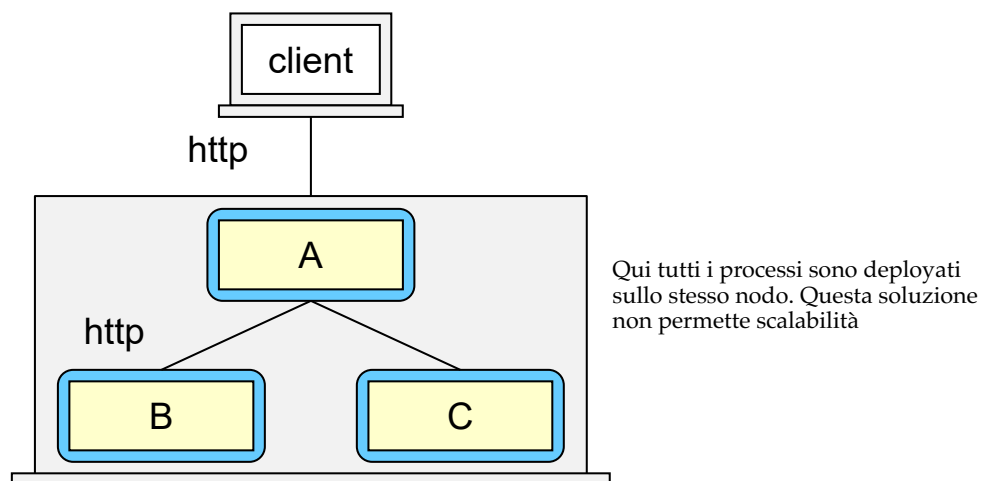 client
http
A
Qui tutti i processi sono deployati
sullo stesso nodo. Questa soluzione
non permette scalabilità
http
B
C